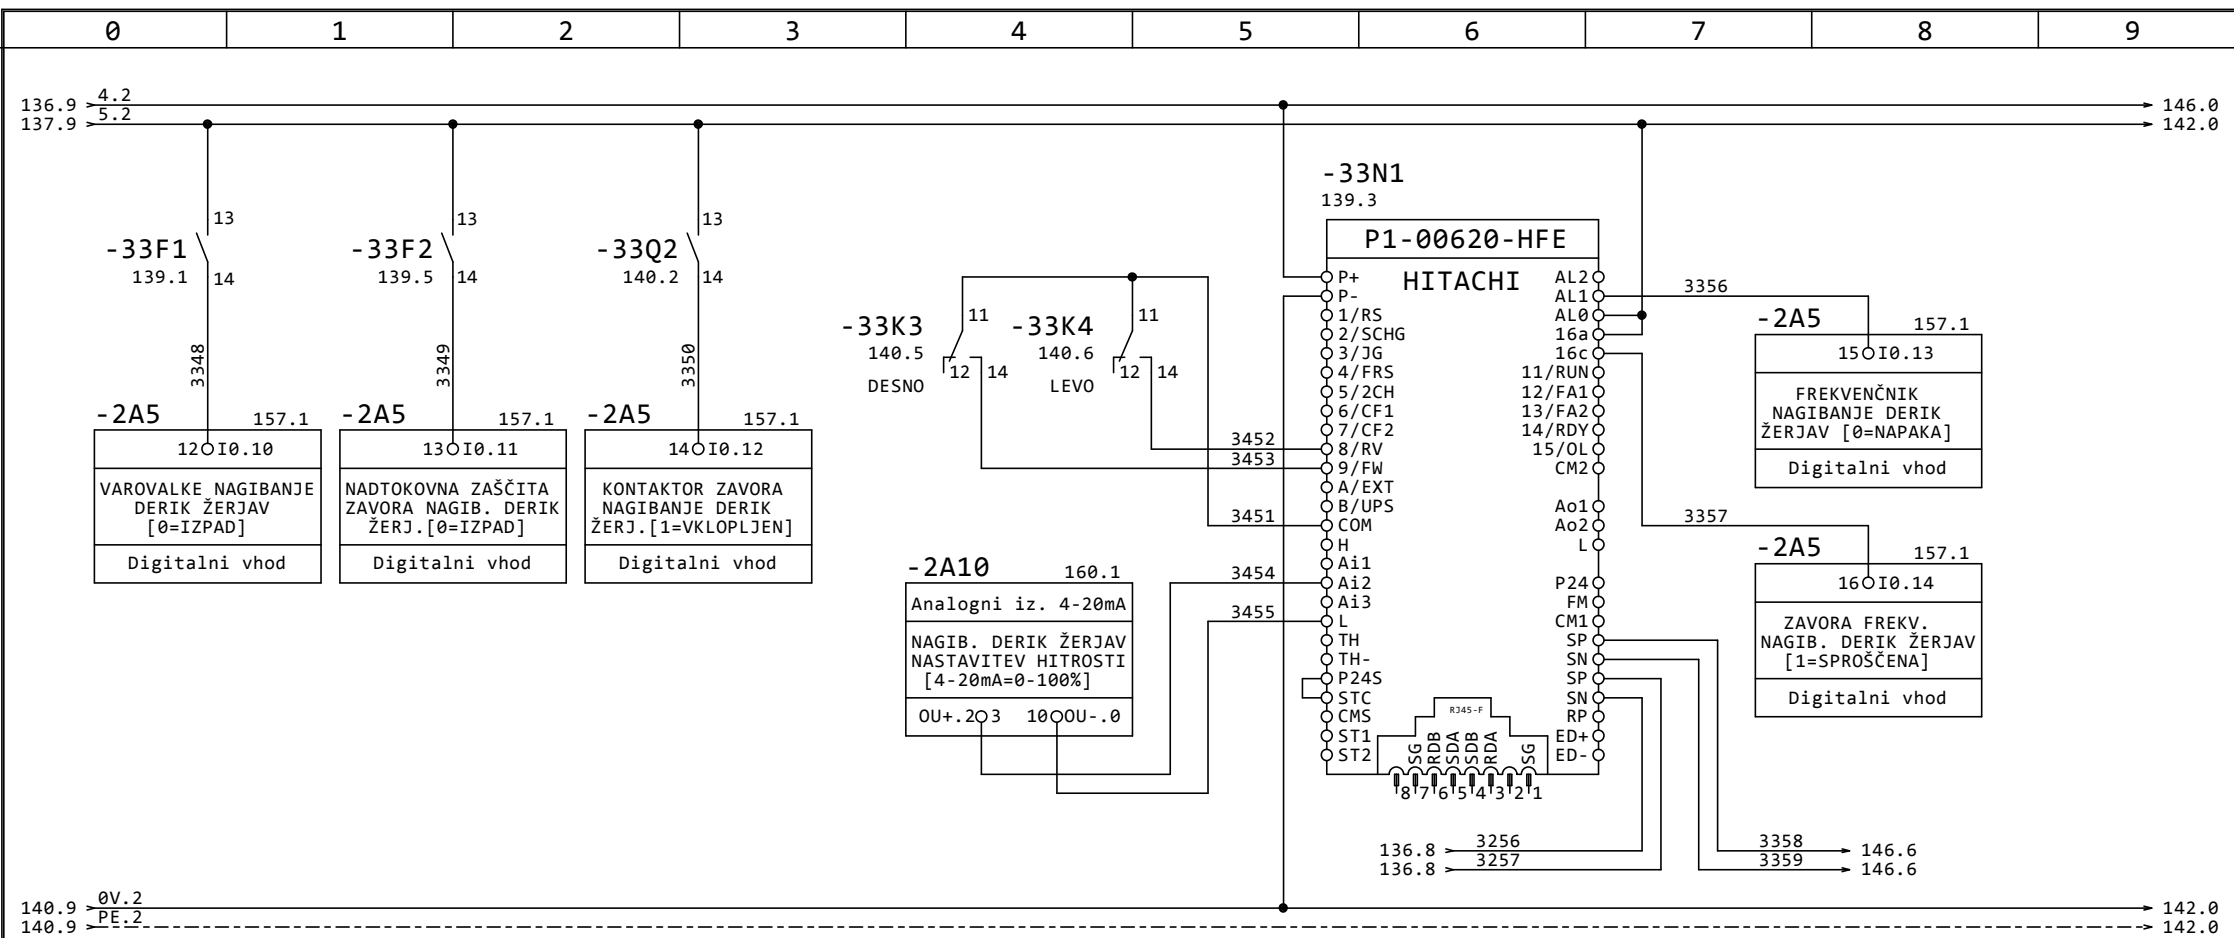 0 1 2 3 4 5 6 7 8 9
136.9 4.2 146.0
137.9 5.2 142.0
-33F1
139.1
13
14
3348
-33F2
139.5
13
14
3349
-33Q2
140.2
13
14
3350
-2A5 157.1
12 I0.10
VAROVALKE NAGIBANJE
DERIK ŽERJAV
[0=IZPAD]
Digitalni vhod
-2A5 157.1
13 I0.11
NADTOKOVNA ZAŠČITA
ZAVORA NAGIB. DERIK
ŽERJ.[0=IZPAD]
Digitalni vhod
-2A5 157.1
14 I0.12
KONTAKTOR ZAVORA
NAGIBANJE DERIK
ŽERJ.[1=VKLOPLJEN]
Digitalni vhod
-33K3
140.5
DESNO
11
12 14
-33K4
140.6
LEVO
11
12 14
3452
3453
3451
3454
3455
-2A10 160.1
Analogni iz. 4-20mA
NAGIB. DERIK ŽERJAV
NASTAVITEV HITROSTI
[4-20mA=0-100%]
OU+.2 3 10 OU-.0
-33N1
139.3
P1-00620-HFE
HITACHI
P+
P-
1/RS
2/SCHG
3/JG
4/FRS
5/2CH
6/CF1
7/CF2
8/RV
9/FW
A/EXT
B/UPS
COM
H
Ai1
Ai2
Ai3
L
TH
TH-
P24S
STC
CMS
ST1
ST2
AL2
AL1
AL0
16a
16c
11/RUN
12/FA1
13/FA2
14/RDY
15/OL
CM2
Ao1
Ao2
L
P24
FM
CM1
SP
SN
SP
SN
RP
ED+
ED-
RJ45-F
SG RDB SDA SDB RDA SG
8 7 6 5 4 3 2 1
3356
-2A5 157.1
15 I0.13
FREKVENČNIK
NAGIBANJE DERIK
ŽERJAV [0=NAPAKA]
Digitalni vhod
3357
-2A5 157.1
16 I0.14
ZAVORA FREKV.
NAGIB. DERIK ŽERJAV
[1=SPROŠČENA]
Digitalni vhod
136.8 3256
136.8 3257
3358 146.6
3359 146.6
140.9 0V.2 142.0
140.9 PE.2 142.0